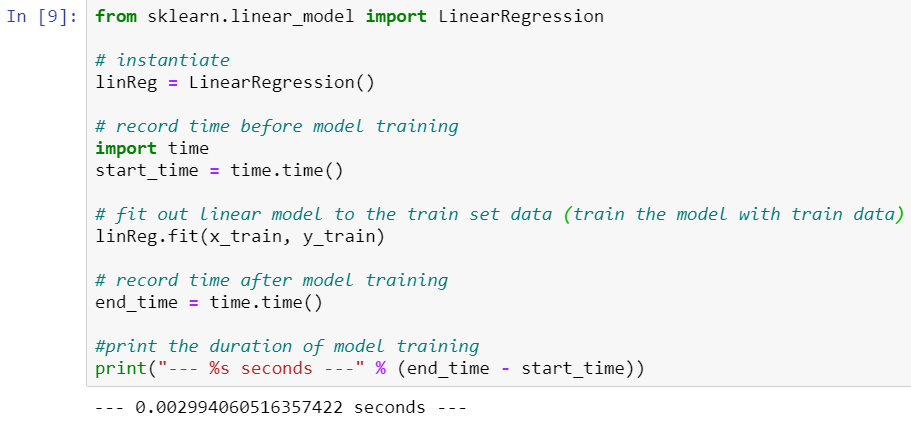 In [9]: from sklearn.linear_model import LinearRegression
# instantiate
linReg = LinearRegression()
# record time before model training
import time
start_time = time.time()
# fit out linear model to the train set data (train the model with train data)
linReg.fit(x_train, y_train)
# record time after model training
end_time = time.time()
#print the duration of model training
print("--- %s seconds ---" % (end_time - start_time))
--- 0.002994060516357422 seconds ---